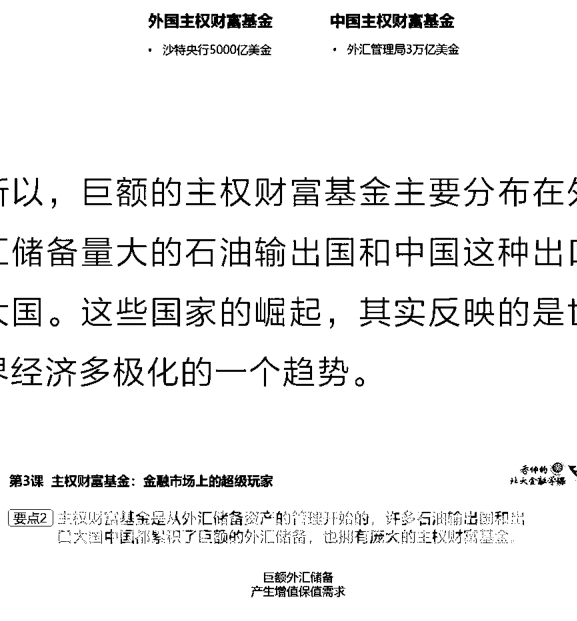 外国主权财富基金 中国主权财富基金
· 沙特央行5000亿美金 · 外汇管理局3万亿美金
所以，巨额的主权财富基金主要分布在外
汇储备量大的石油输出国和中国这种出口
大国。这些国家的崛起，其实反映的是世
界经济多极化的一个趋势。
香帅的
北大金融学课
第3课 主权财富基金：金融市场上的超级玩家
要点2 主权财富基金是从外汇储备资产的管理开始的，许多石油输出国和出
口大国中国都累积了巨额的外汇储备，也拥有庞大的主权财富基金。
巨额外汇储备
产生增值保值需求